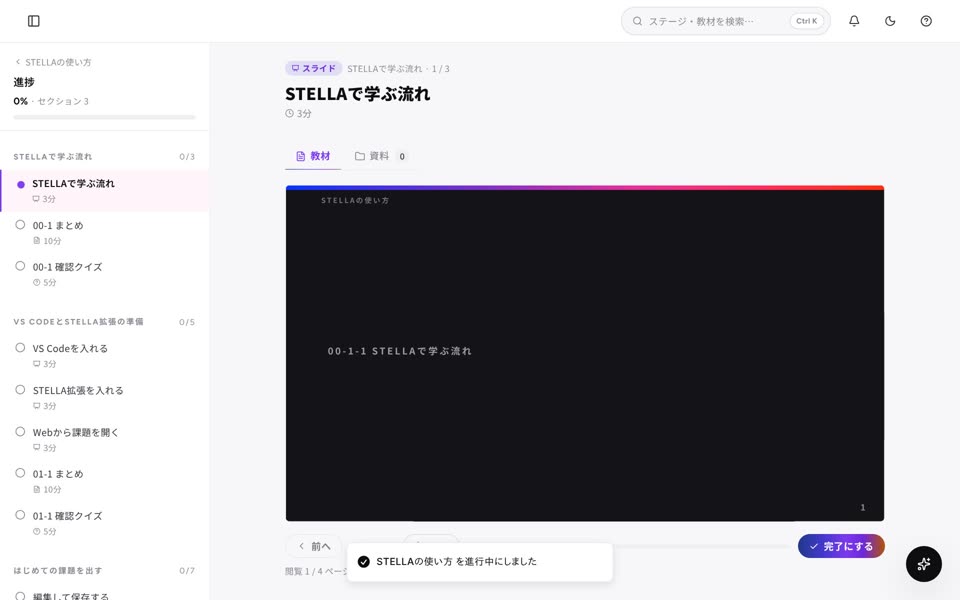 ステージ・教材を検索…
Ctrl K
STELLAの使い方
進捗
0% · セクション 3
STELLAで学ぶ流れ 0/3
STELLAで学ぶ流れ
3分
00-1 まとめ
10分
00-1 確認クイズ
5分
VS CODEとSTELLA拡張の準備 0/5
VS Codeを入れる
3分
STELLA拡張を入れる
3分
Webから課題を開く
3分
01-1 まとめ
10分
01-1 確認クイズ
5分
はじめての課題を出す 0/7
編集して保存する
スライド STELLAで学ぶ流れ · 1 / 3
STELLAで学ぶ流れ
3分
教材 資料 0
STELLAの使い方
00-1-1 STELLAで学ぶ流れ
1
前へ
完了にする
閲覧 1 / 4 ページ
STELLAの使い方 を進行中にしました